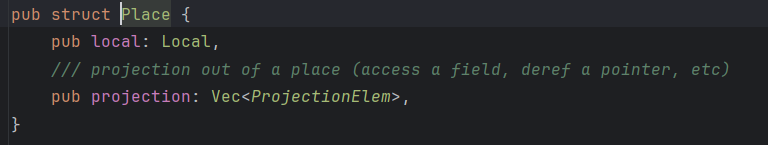 pub struct Place {
    pub local: Local,
    /// projection out of a place (access a field, deref a pointer, etc)
    pub projection: Vec<ProjectionElem>,
}